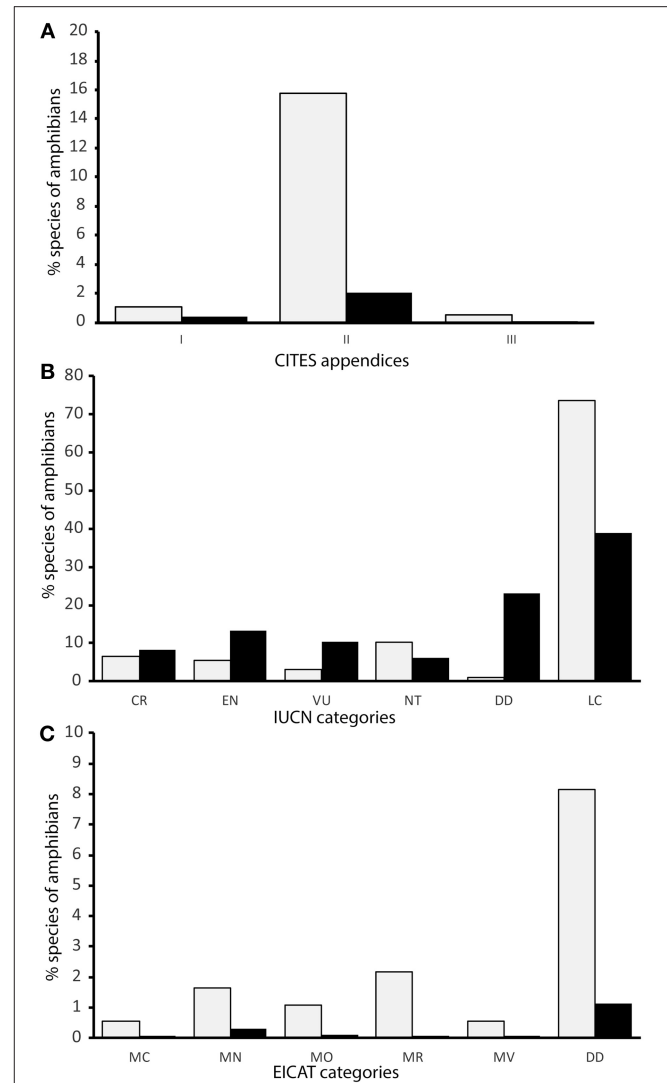 A
% species of amphibians
20
18
16
14
12
10
8
6
4
2
0
I II III
CITES appendices
B
% species of amphibians
80
70
60
50
40
30
20
10
0
CR EN VU NT DD LC
IUCN categories
C
% species of amphibians
10
9
8
7
6
5
4
3
2
1
0
MC MN MO MR MV DD
EICAT categories